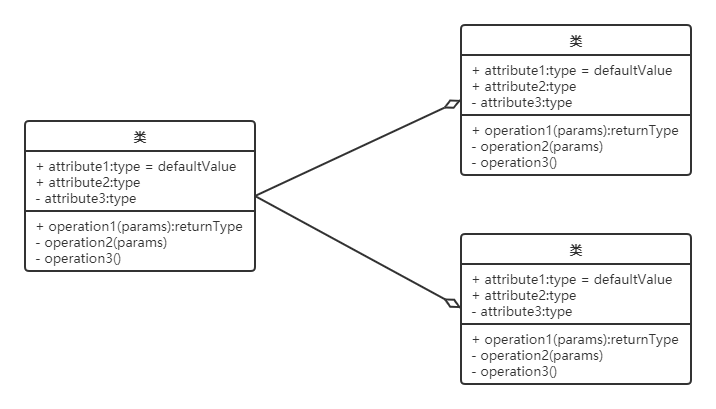 类
+ attribute1:type = defaultValue
+ attribute2:type
- attribute3:type
+ operation1(params):returnType
- operation2(params)
- operation3()
类
+ attribute1:type = defaultValue
+ attribute2:type
- attribute3:type
+ operation1(params):returnType
- operation2(params)
- operation3()
类
+ attribute1:type = defaultValue
+ attribute2:type
- attribute3:type
+ operation1(params):returnType
- operation2(params)
- operation3()